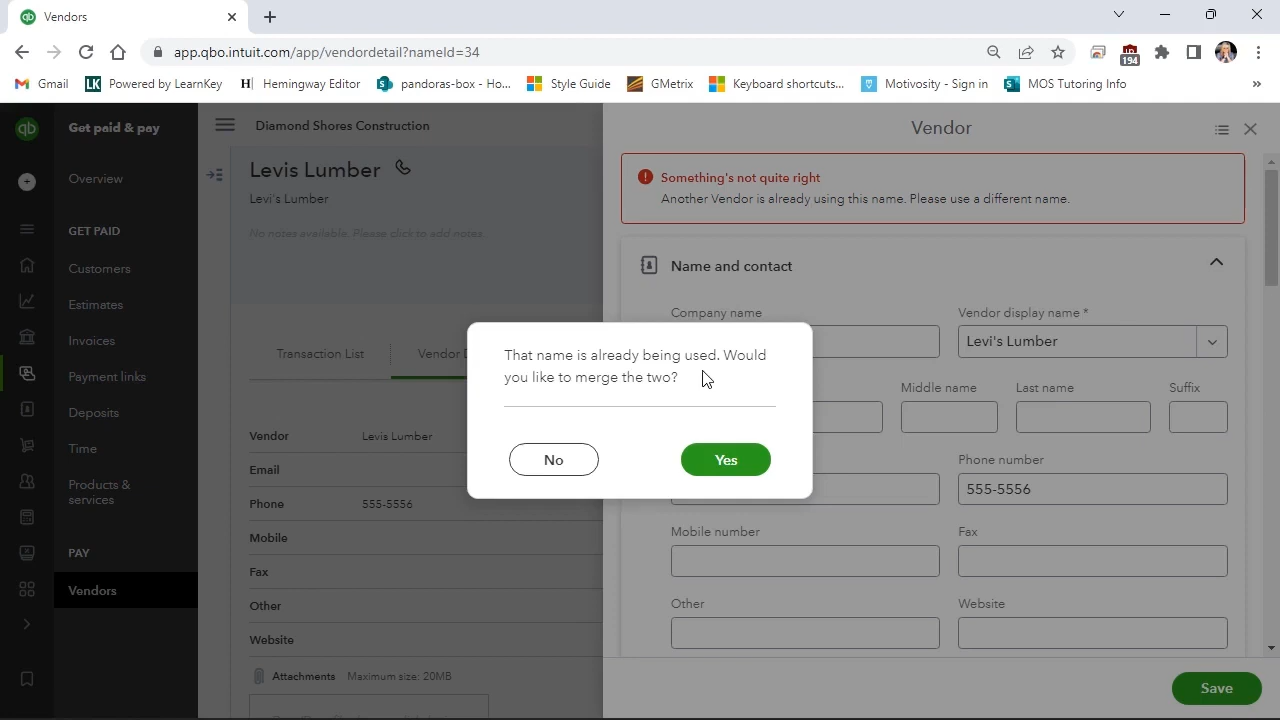 Vendors
app.qbo.intuit.com/app/vendordetail?nameId=34
194
Gmail
LK Powered by LearnKey
H) Hemingway Editor
S pandoras-box - Ho...
Style Guide
GMetrix
Keyboard shortcuts...
Motivosity - Sign in
S MOS Tutoring Info
qb
Get paid & pay
Overview
GET PAID
Customers
Estimates
Invoices
Payment links
Deposits
Time
Products &
services
PAY
Vendors
Diamond Shores Construction
Levis Lumber
Levi's Lumber
No notes available. Please click to add notes.
Transaction List
Vendor D
Vendor Levis Lumber
Email
Phone 555-5556
Mobile
Fax
Other
Website
Attachments Maximum size: 20MB
Vendor
Something's not quite right
Another Vendor is already using this name. Please use a different name.
Name and contact
Company name
Vendor display name *
Levi's Lumber
Middle name
Last name
Suffix
Phone number
555-5556
Mobile number
Fax
Other
Website
Save
That name is already being used. Would
you like to merge the two?
No
Yes